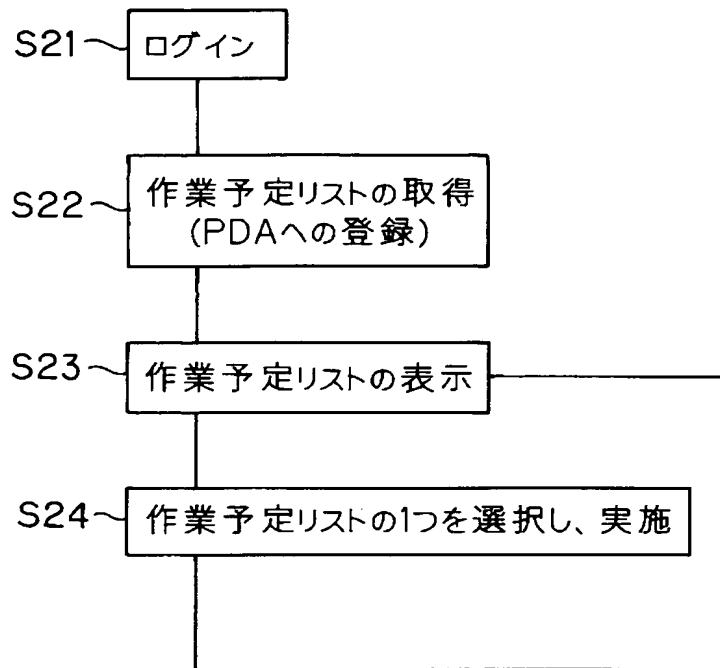 S21 ログイン
S22 作業予定リストの取得
(PDAへの登録)
S23 作業予定リストの表示
S24 作業予定リストの1つを選択し、実施